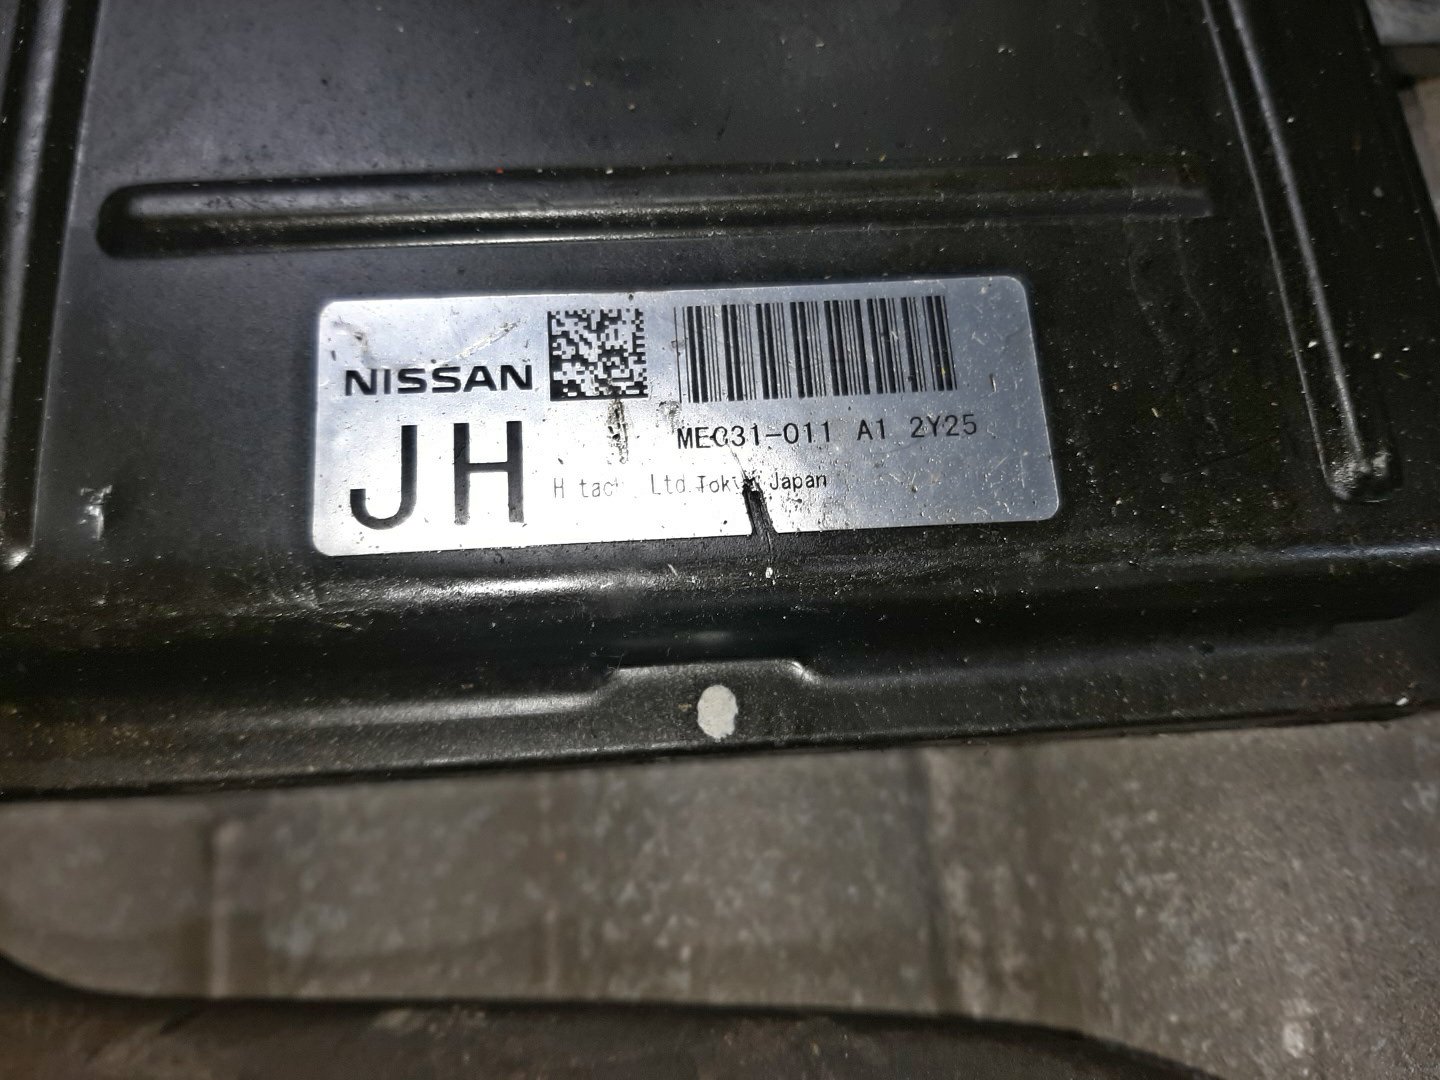 NISSAN
JH
MEC31-011 A1 2Y25
Ltd. Japan